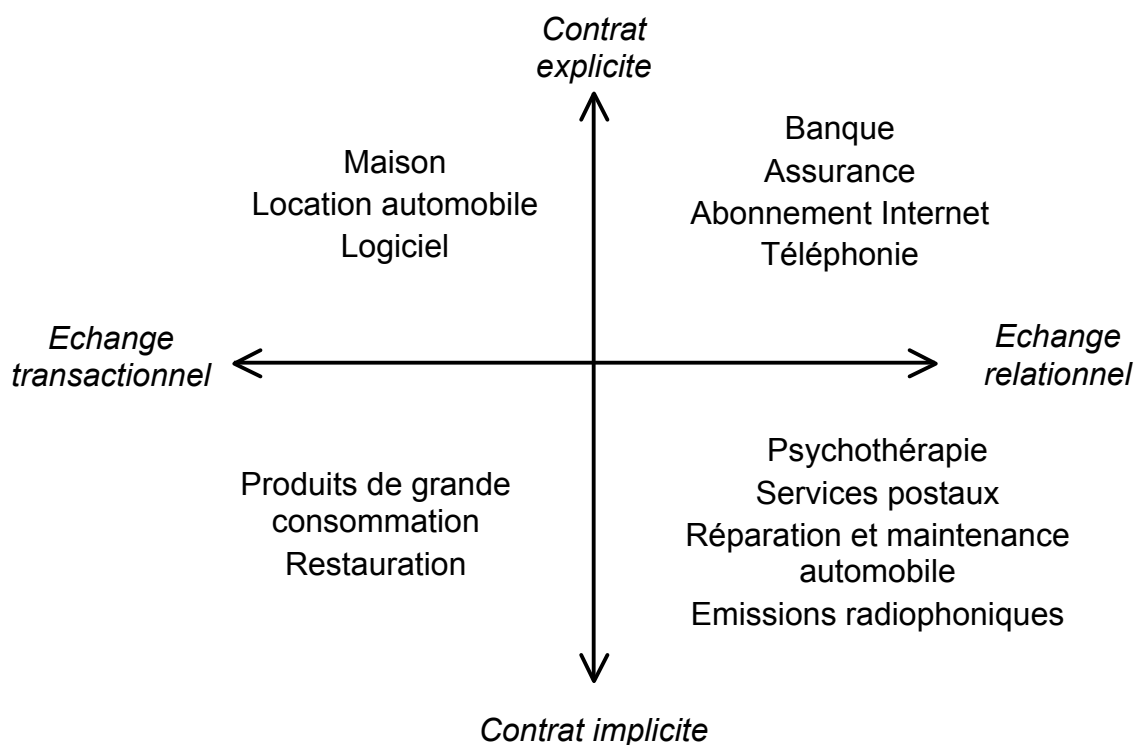 Contrat
explicite
Banque
Assurance
Abonnement Internet
Téléphonie
Maison
Location automobile
Logiciel
Echange
transactionnel
Echange
relationnel
Produits de grande
consommation
Restauration
Psychothérapie
Services postaux
Réparation et maintenance
automobile
Emissions radiophoniques
Contrat implicite